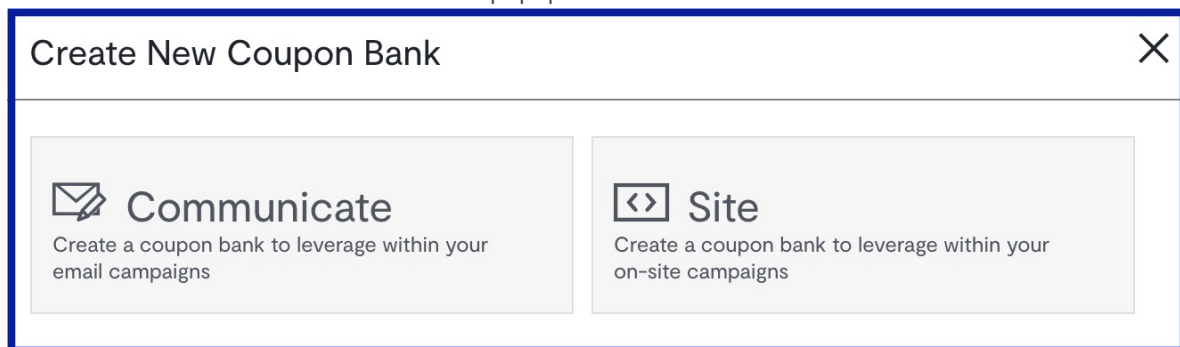 Create New Coupon Bank
Communicate
Create a coupon bank to leverage within your
email campaigns
Site
Create a coupon bank to leverage within your
on-site campaigns